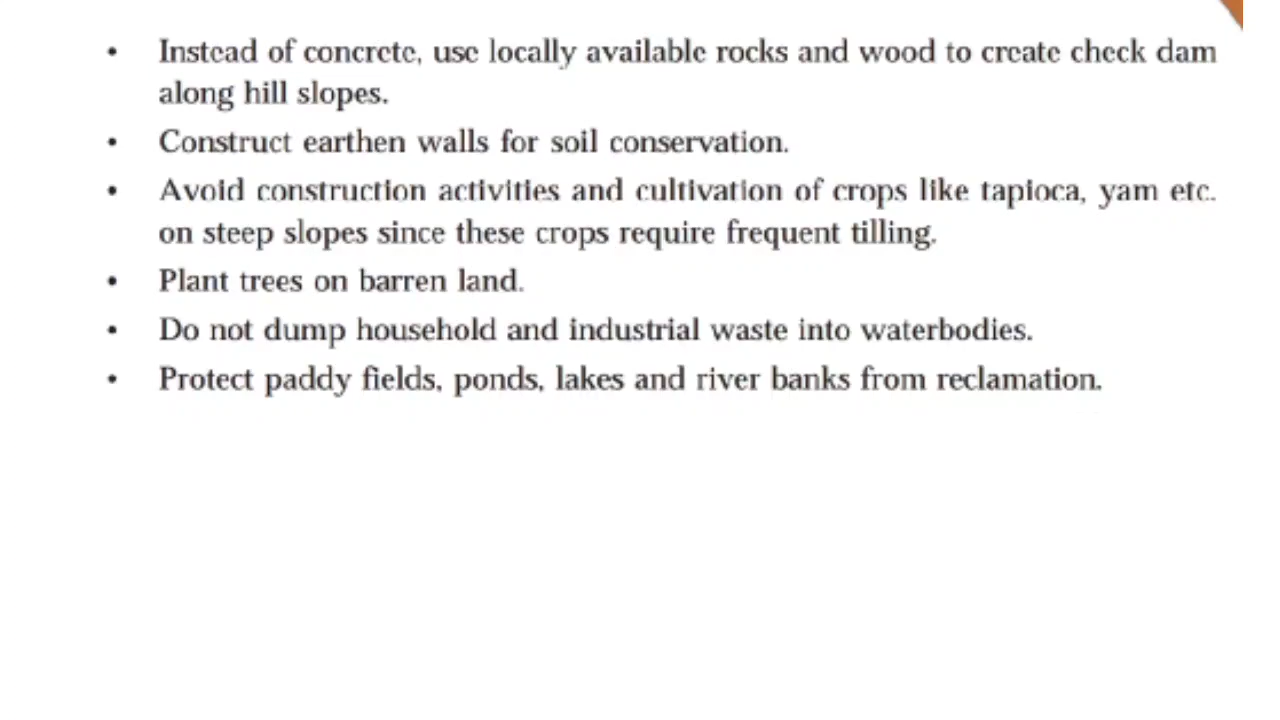 • Instead of concrete, use locally available rocks and wood to create check dam
along hill slopes.
• Construct earthen walls for soil conservation.
• Avoid construction activities and cultivation of crops like tapioca, yam etc.
on steep slopes since these crops require frequent tilling.
• Plant trees on barren land.
• Do not dump household and industrial waste into waterbodies.
• Protect paddy fields, ponds, lakes and river banks from reclamation.